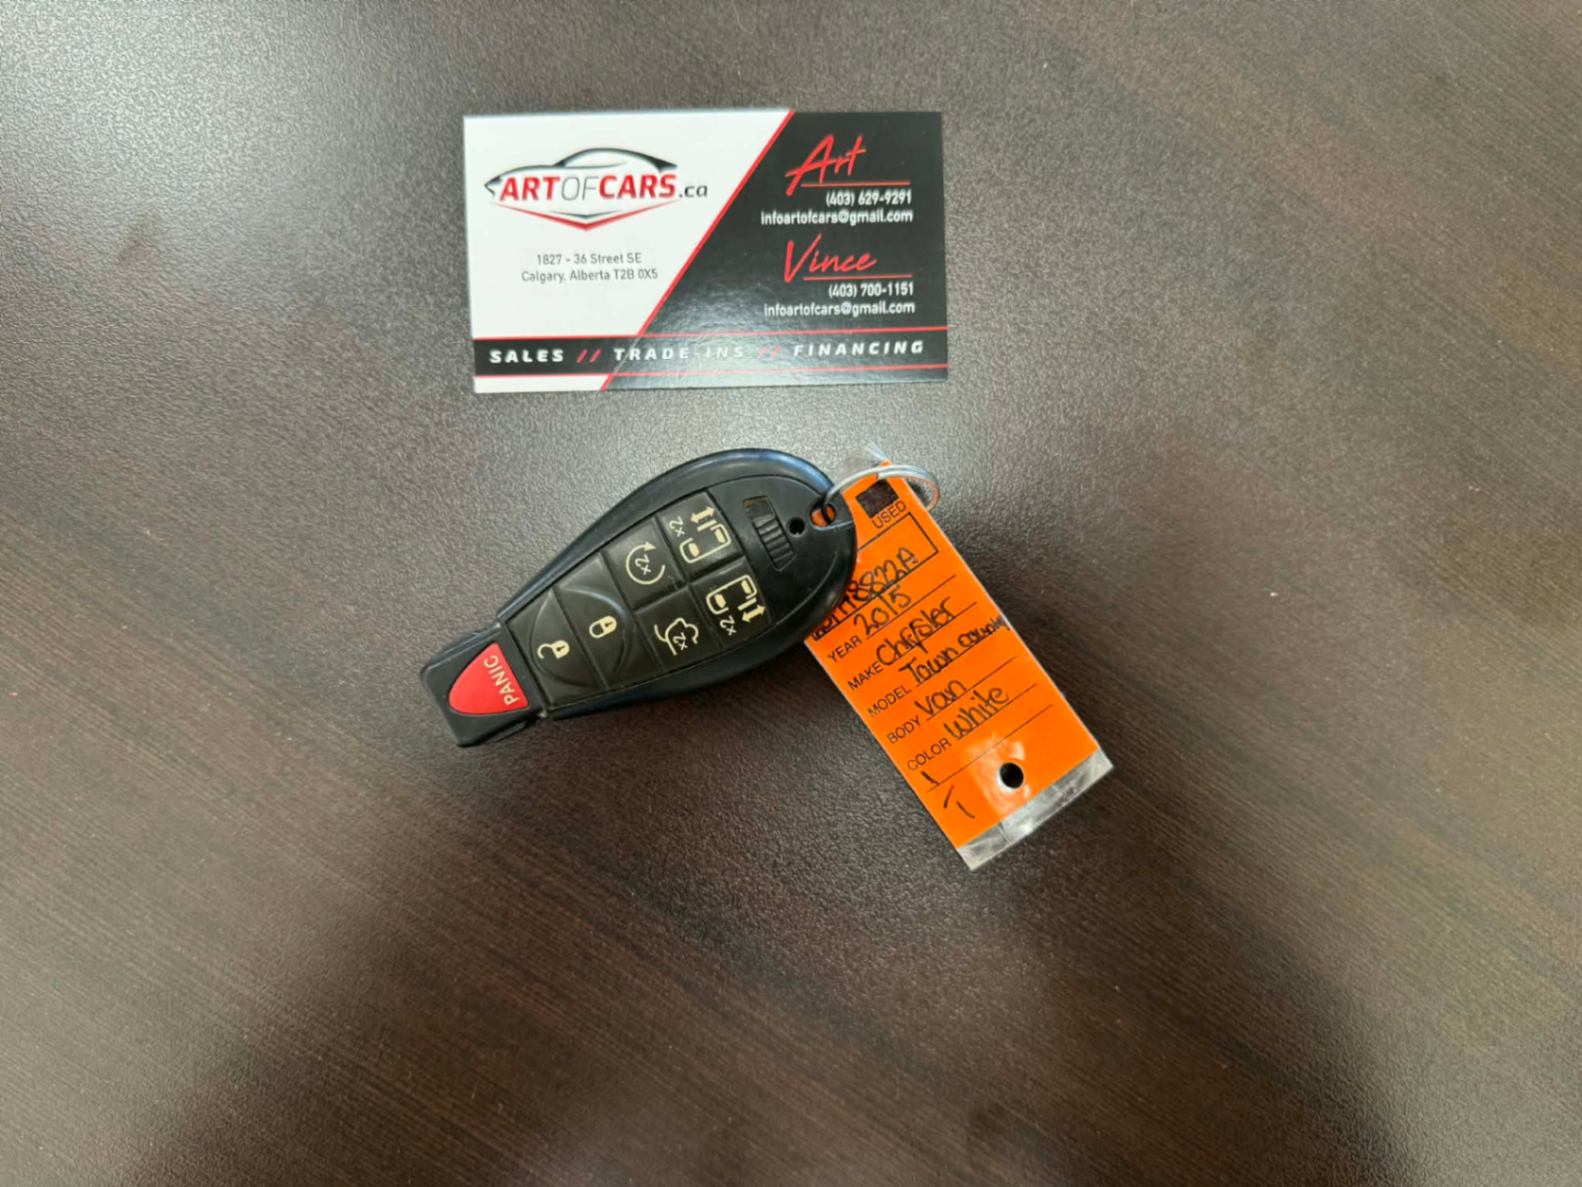 ARTOFCARS.ca
1827 - 36 Street SE
Calgary, Alberta T2B 0X5
Art
(403) 629-9291
infoartofcars@gmail.com
Vince
(403) 700-1151
infoartofcars@gmail.com
SALES // TRADE-INS // FINANCING
x2
x2
x2
x2
PANIC
USED
YEAR 2015
MAKE Chrysler
MODEL Town country
BODY Van
COLOR White